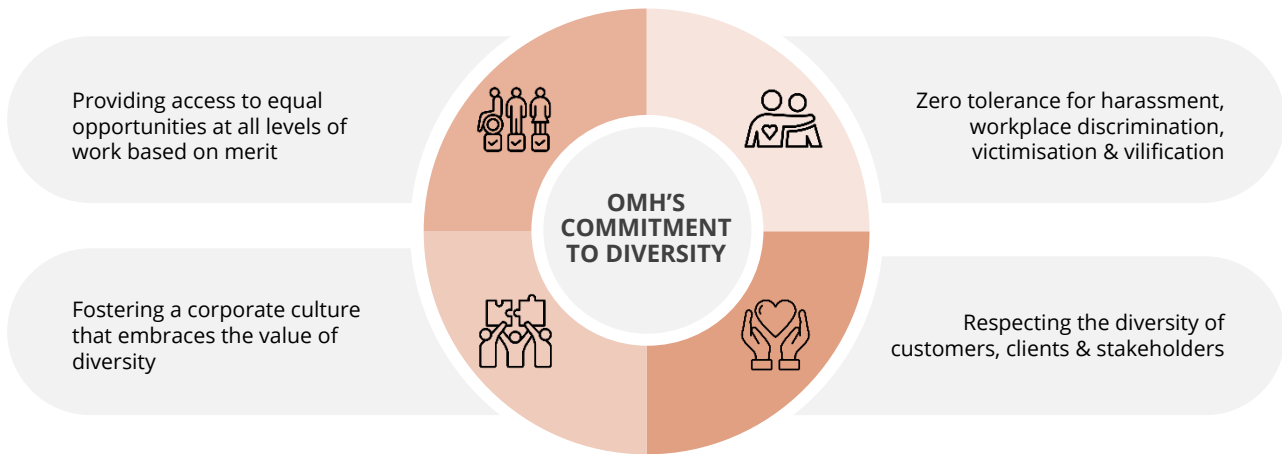 Providing access to equal
opportunities at all levels of
work based on merit
Zero tolerance for harassment,
workplace discrimination,
victimisation & vilification
OMH’S
COMMITMENT
TO DIVERSITY
Fostering a corporate culture
that embraces the value of
diversity
Respecting the diversity of
customers, clients & stakeholders